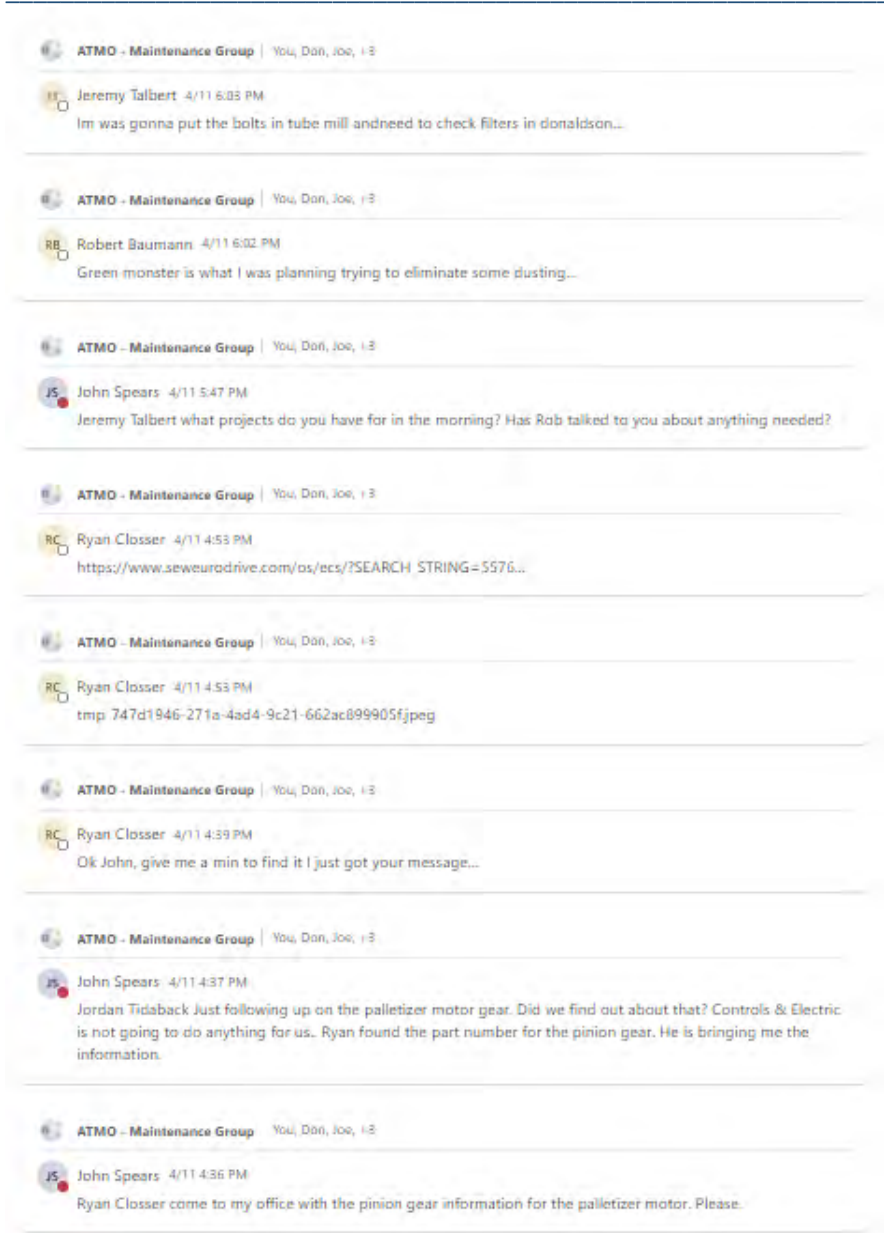 ATMO - Maintenance Group | You, Don, Joe, +3
Jeremy Talbert 4/11 6:03 PM
Im was gonna put the bolts in tube mill andneed to check filters in donaldson...
ATMO - Maintenance Group | You, Don, Joe, +3
RB Robert Baumann 4/11 6:02 PM
Green monster is what I was planning trying to eliminate some dusting...
ATMO - Maintenance Group | You, Don, Joe, +3
JS John Spears 4/11 5:47 PM
Jeremy Talbert what projects do you have for in the morning? Has Rob talked to you about anything needed?
ATMO - Maintenance Group | You, Don, Joe, +3
RC Ryan Closser 4/11 4:53 PM
https://www.seweurodrive.com/os/ecs/?SEARCH_STRING=5576...
ATMO - Maintenance Group | You, Don, Joe, +3
RC Ryan Closser 4/11 4:53 PM
tmp_747d1946-271a-4ad4-9c21-662ac899905f.jpeg
ATMO - Maintenance Group | You, Don, Joe, +3
RC Ryan Closser 4/11 4:39 PM
Ok John, give me a min to find it I just got your message...
ATMO - Maintenance Group | You, Don, Joe, +3
JS John Spears 4/11 4:37 PM
Jordan Tidaback Just following up on the palletizer motor gear. Did we find out about that? Controls & Electric
is not going to do anything for us.. Ryan found the part number for the pinion gear. He is bringing me the
information.
ATMO - Maintenance Group You, Don, Joe, +3
JS John Spears 4/11 4:36 PM
Ryan Closser come to my office with the pinion gear information for the palletizer motor. Please.